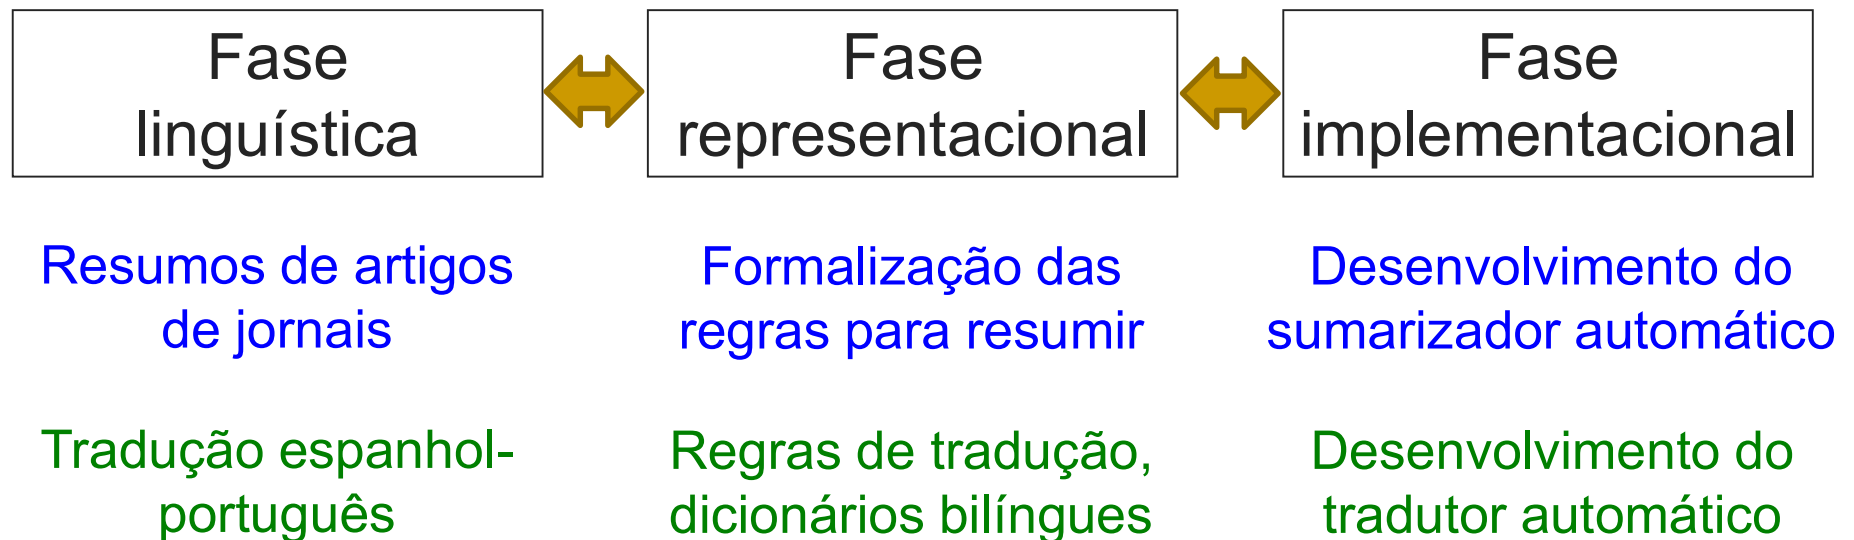 Fase
linguística
Fase
representacional
Fase
implementacional
Resumos de artigos
de jornais
Formalização das
regras para resumir
Desenvolvimento do
sumarizador automático
Tradução espanhol-
português
Regras de tradução,
dicionários bilíngues
Desenvolvimento do
tradutor automático